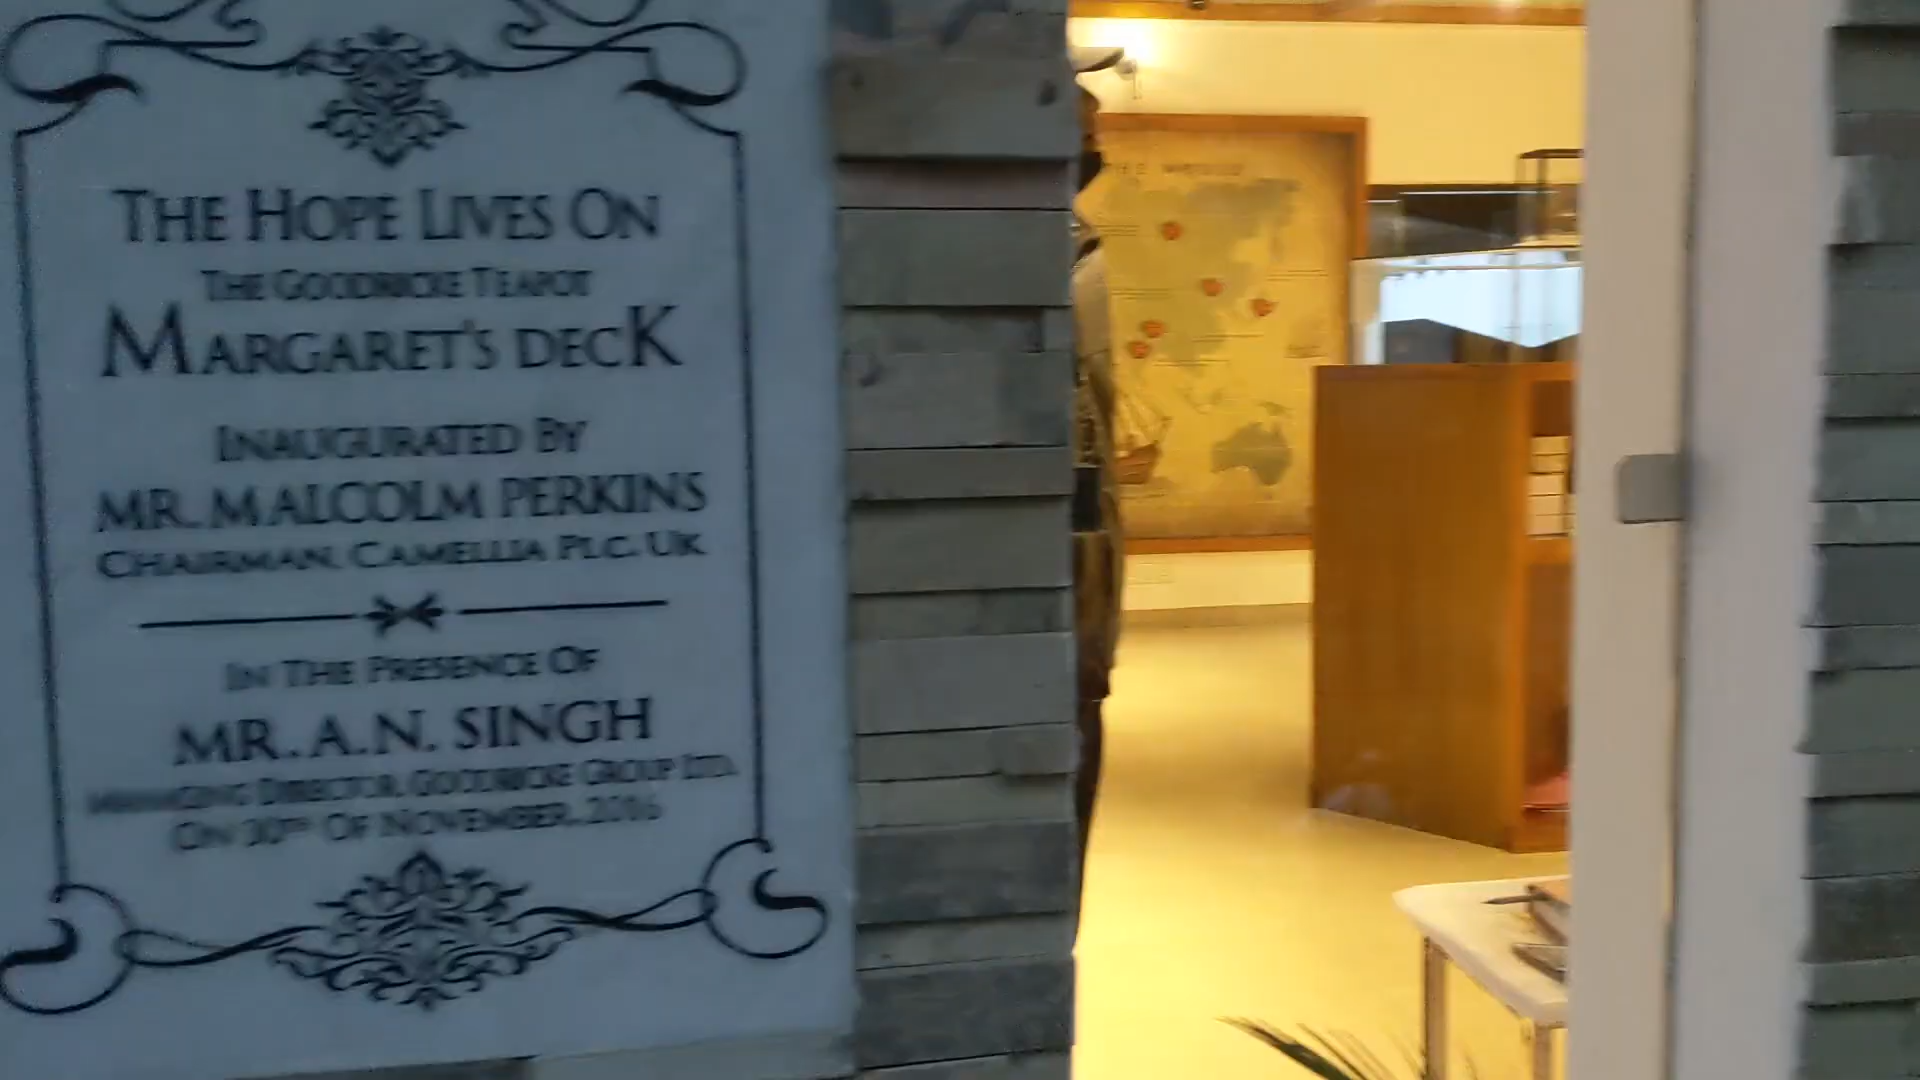 THE HOPE LIVES ON
THE GOODRICKE TEAPOT
MARGARET'S DECK
INAUGURATED BY
MR. MALCOLM PERKINS
CHAIRMAN, CAMELLIA PLC. UK
IN THE PRESENCE OF
MR. A.N. SINGH
MANAGING DIRECTOR, GOODRICKE GROUP LTD.
ON 30TH OF NOVEMBER, 2016